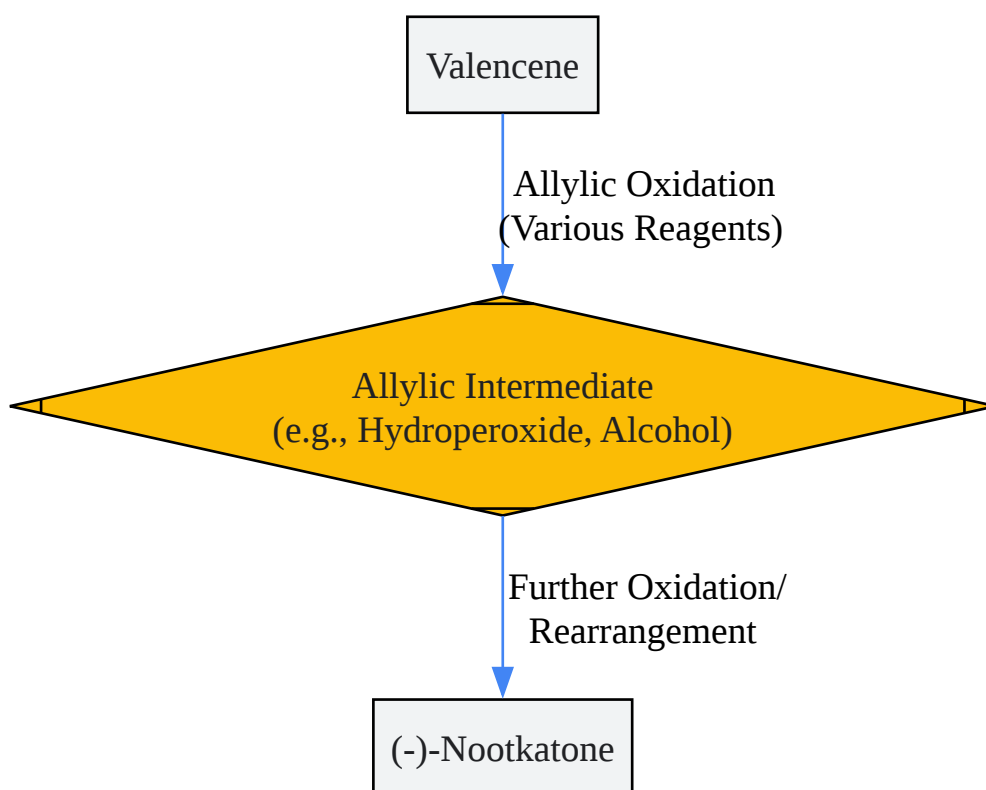 Valencene
Allylic Oxidation
(Various Reagents)
Allylic Intermediate
(e.g., Hydroperoxide, Alcohol)
Further Oxidation/
Rearrangement
(-)-Nootkatone